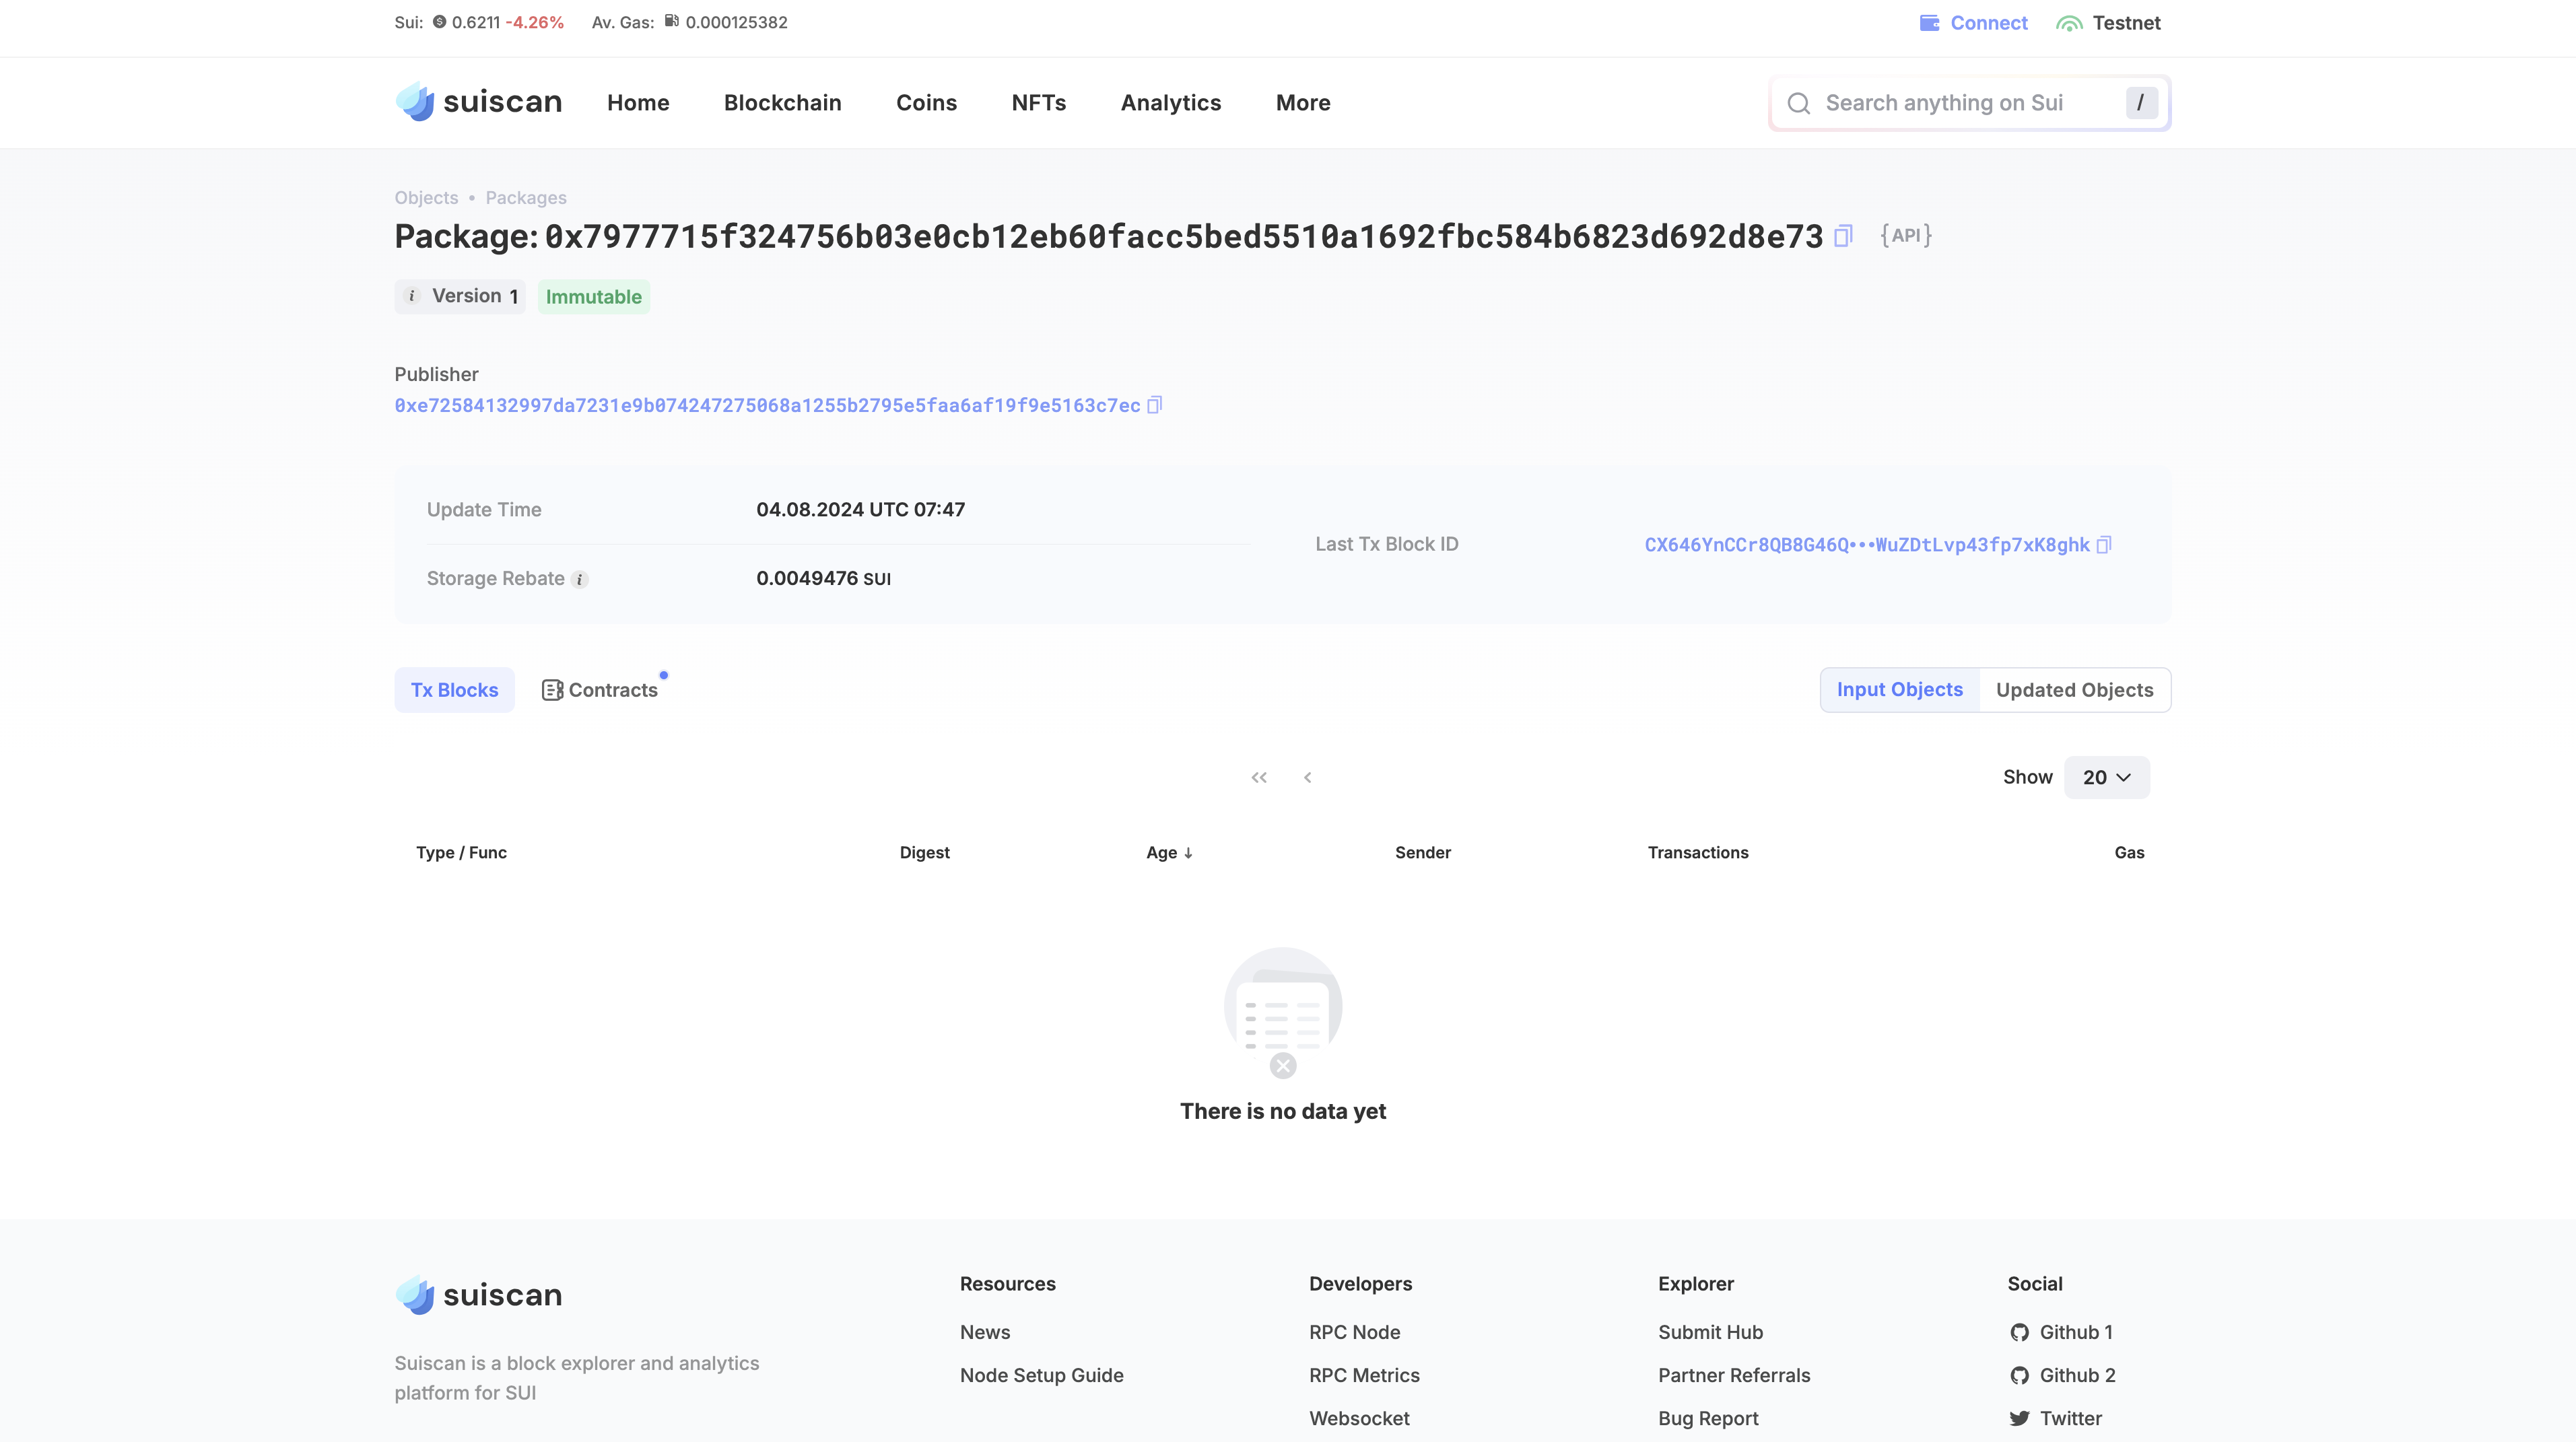 Sui: 0.6211 -4.26% Av. Gas: 0.000125382 Connect Testnet
suiscan Home Blockchain Coins NFTs Analytics More Search anything on Sui /
Objects • Packages
Package: 0x7977715f324756b03e0cb12eb60facc5bed5510a1692fbc584b6823d692d8e73 {API}
i Version 1 Immutable
Publisher
0xe72584132997da7231e9b074247275068a1255b2795e5faa6af19f9e5163c7ec
Update Time 04.08.2024 UTC 07:47
Last Tx Block ID CX646YnCCr8QB8G46Q•••WuZDtLvp43fp7xK8ghk
Storage Rebate i 0.0049476 SUI
Tx Blocks Contracts Input Objects Updated Objects
Show 20
Type / Func Digest Age ↓ Sender Transactions Gas
There is no data yet
suiscan Resources Developers Explorer Social
News RPC Node Submit Hub Github 1
Suiscan is a block explorer and analytics
platform for SUI
Node Setup Guide RPC Metrics Partner Referrals Github 2
Websocket Bug Report Twitter